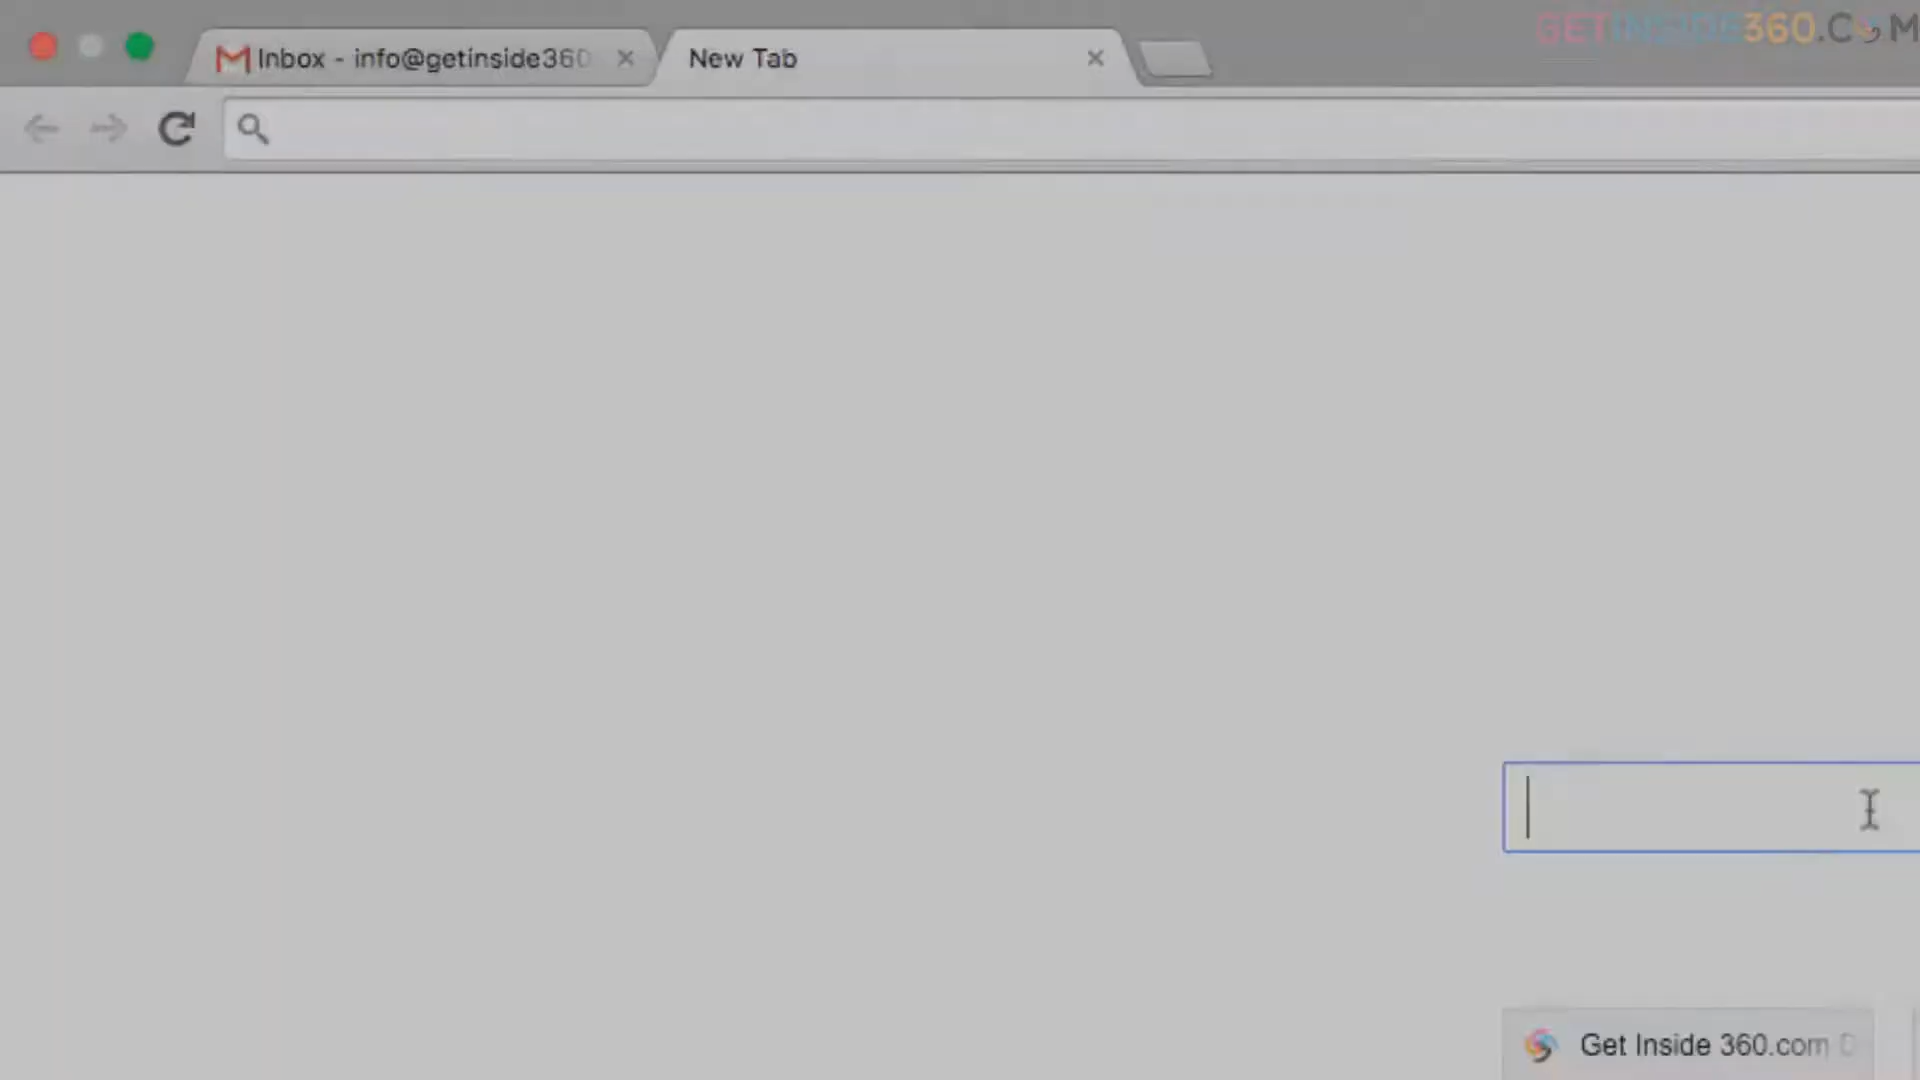 GETINSIDE360.COM
Inbox - info@getinside360
New Tab
Get Inside 360.com